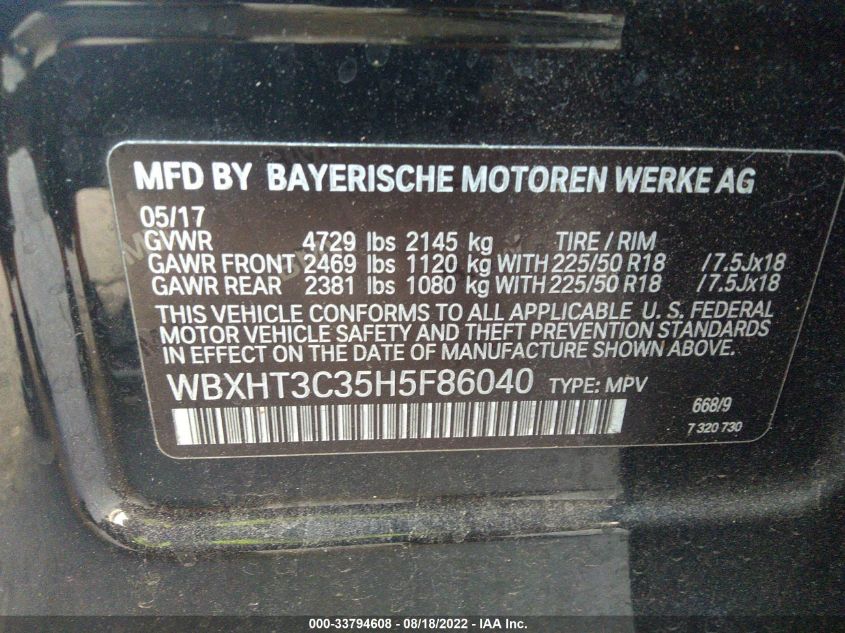 MFD BY BAYERISCHE MOTOREN WERKE AG
05/17
GVWR 4729 lbs 2145 kg TIRE / RIM
GAWR FRONT 2469 lbs 1120 kg WITH 225/50 R18 /7.5Jx18
GAWR REAR 2381 lbs 1080 kg WITH 225/50 R18 /7.5Jx18
THIS VEHICLE CONFORMS TO ALL APPLICABLE U. S. FEDERAL
MOTOR VEHICLE SAFETY AND THEFT PREVENTION STANDARDS
IN EFFECT ON THE DATE OF MANUFACTURE SHOWN ABOVE.
WBXHT3C35H5F86040 TYPE: MPV
668/9
7 320 730
000-33794608 - 08/18/2022 - IAA Inc.